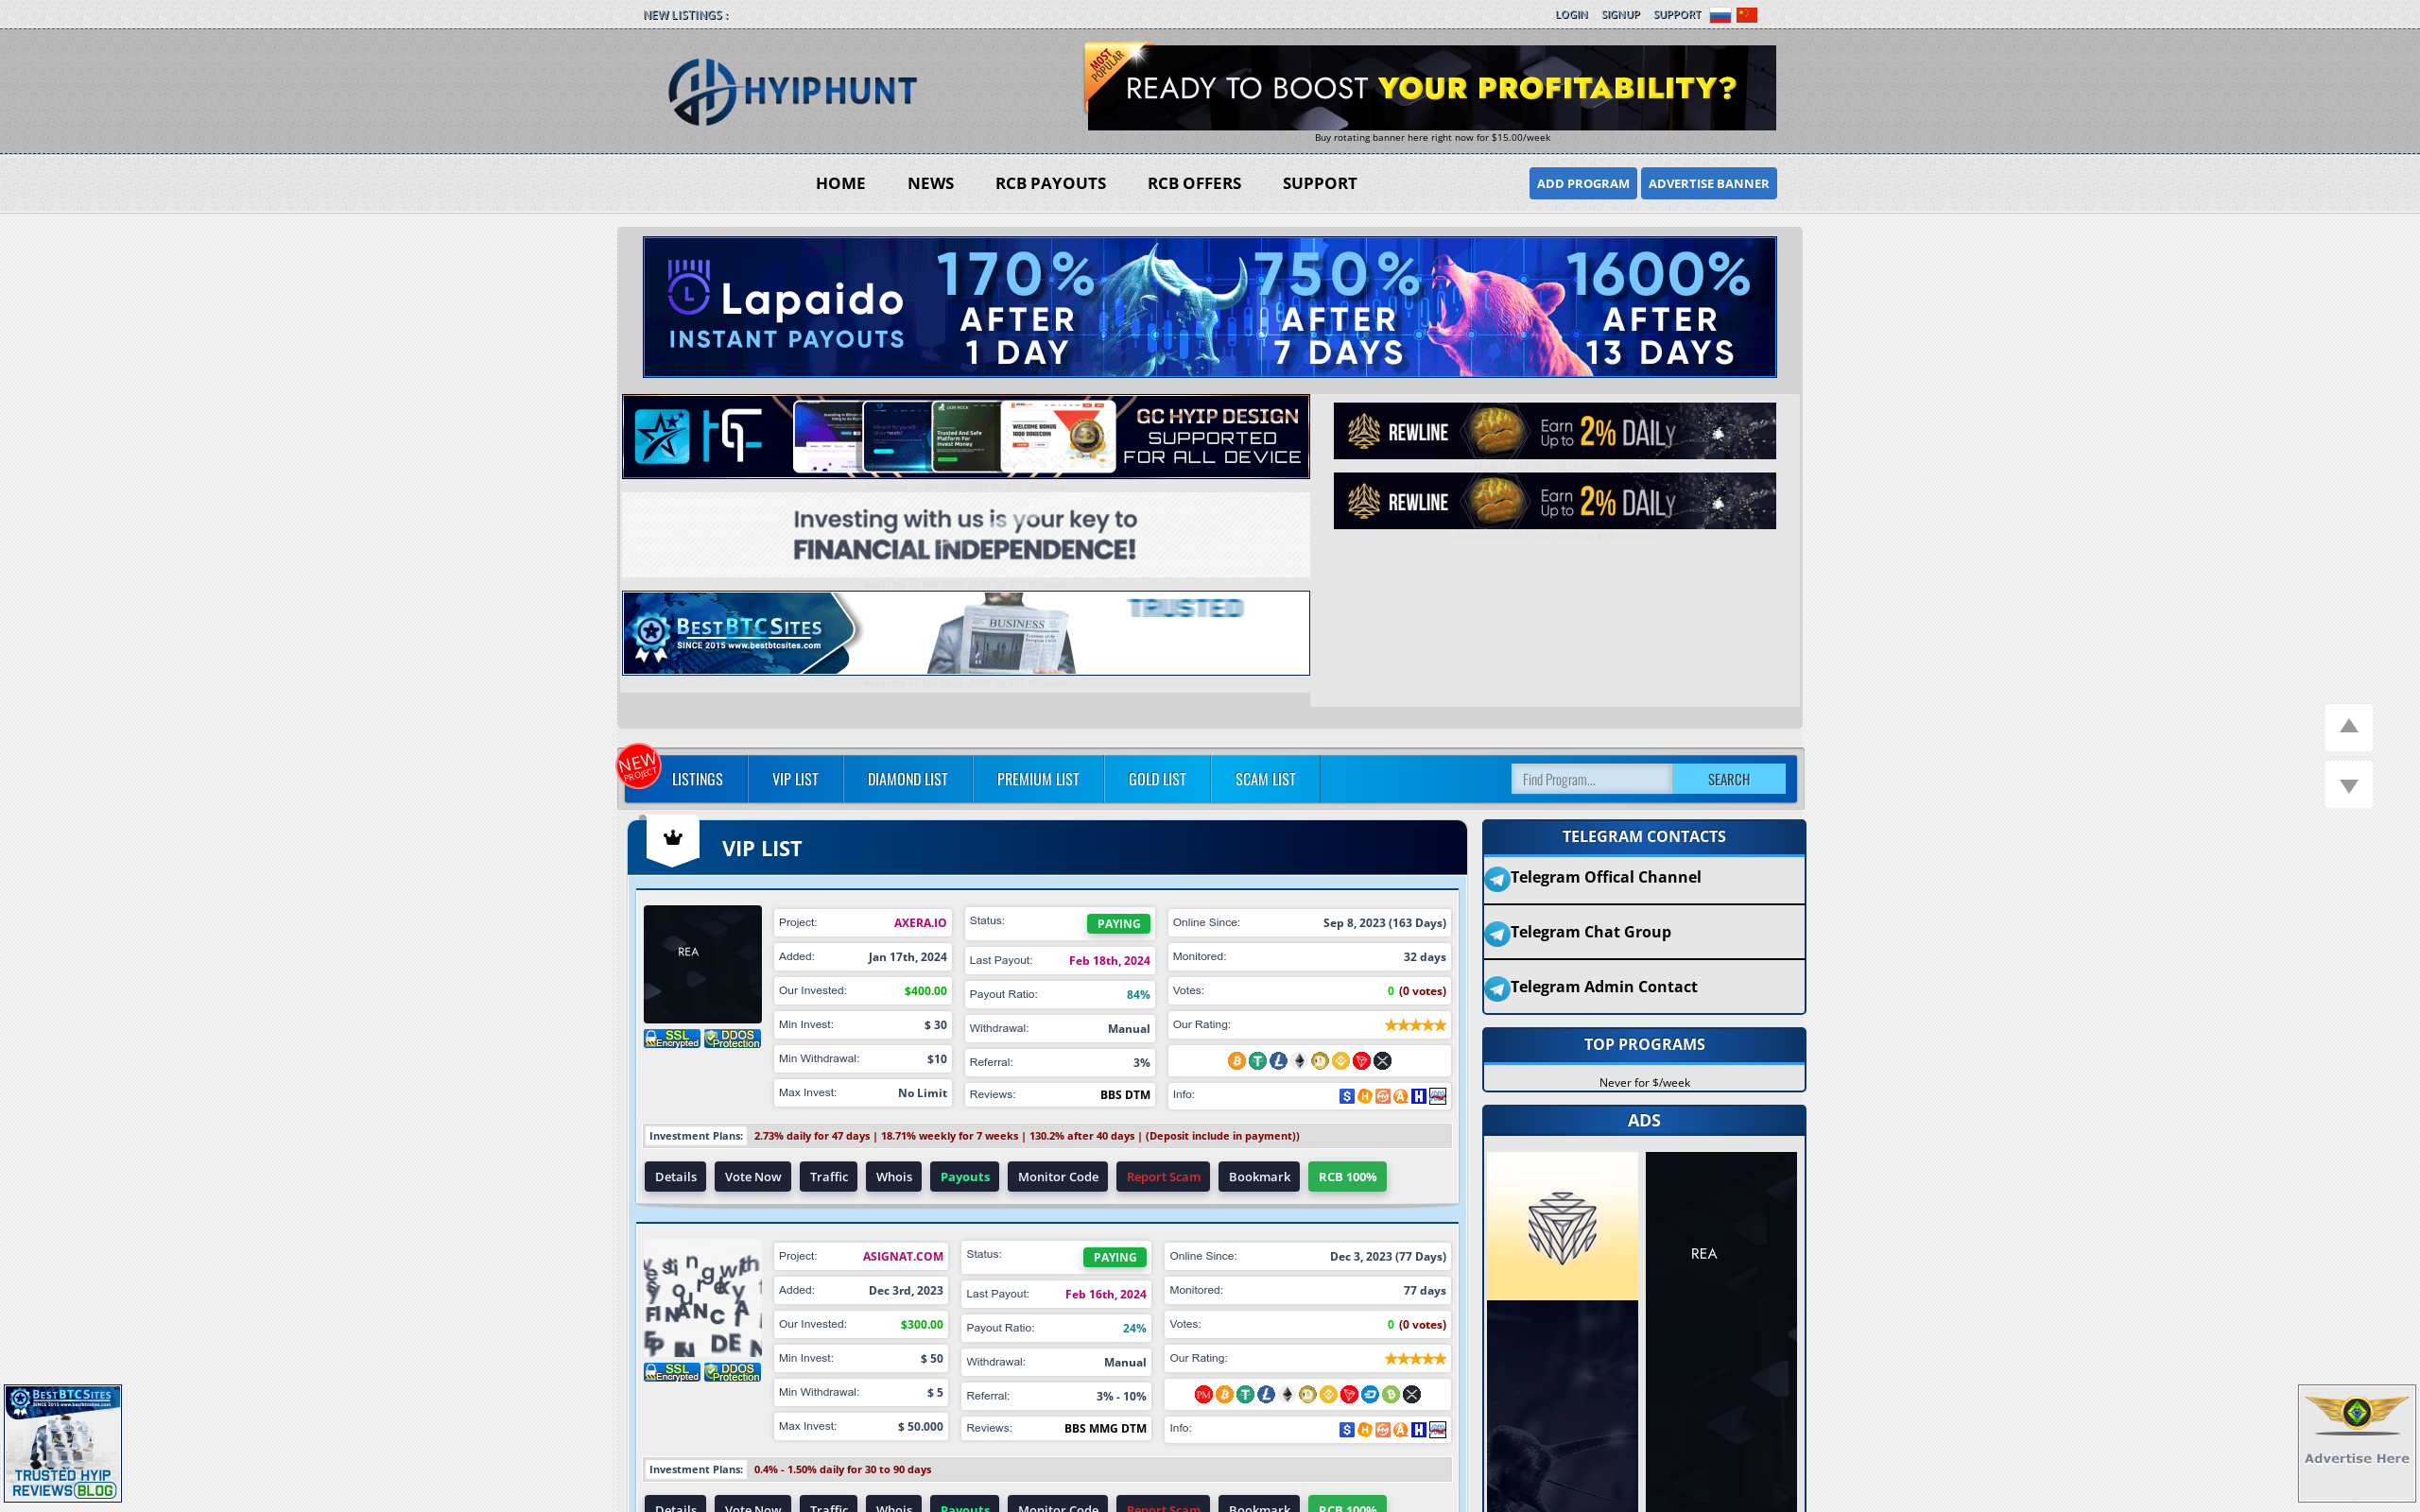 NEW LISTINGS :
LOGIN SIGNUP SUPPORT
HYIPHUNT
MOST POPULAR
READY TO BOOST YOUR PROFITABILITY?
Buy rotating banner here right now for $15.00/week
HOME NEWS RCB PAYOUTS RCB OFFERS SUPPORT
ADD PROGRAM ADVERTISE BANNER
Lapaido
INSTANT PAYOUTS
170% AFTER 1 DAY
750% AFTER 7 DAYS
1600% AFTER 13 DAYS
GC HYIP DESIGN
SUPPORTED
FOR ALL DEVICE
REWLINE Earn Up to 2% DAILY
REWLINE Earn Up to 2% DAILY
Investing with us is your key to
FINANCIAL INDEPENDENCE!
BESTBTCSITES
SINCE 2015 www.bestbtcsites.com
BUSINESS
TRUSTED
NEW PROJECT
LISTINGS VIP LIST DIAMOND LIST PREMIUM LIST GOLD LIST SCAM LIST
Find Program... SEARCH
VIP LIST
REA
SSL Encrypted DDOS Protection
Project: AXERA.IO
Added: Jan 17th, 2024
Our Invested: $400.00
Min Invest: $ 30
Min Withdrawal: $10
Max Invest: No Limit
Status: PAYING
Last Payout: Feb 18th, 2024
Payout Ratio: 84%
Withdrawal: Manual
Referral: 3%
Reviews: BBS DTM
Online Since: Sep 8, 2023 (163 Days)
Monitored: 32 days
Votes: 0 (0 votes)
Our Rating:
Info:
Investment Plans: 2.73% daily for 47 days | 18.71% weekly for 7 weeks | 130.2% after 40 days | (Deposit include in payment))
Details Vote Now Traffic Whois Payouts Monitor Code Report Scam Bookmark RCB 100%
SSL Encrypted DDOS Protection
Project: ASIGNAT.COM
Added: Dec 3rd, 2023
Our Invested: $300.00
Min Invest: $ 50
Min Withdrawal: $ 5
Max Invest: $ 50.000
Status: PAYING
Last Payout: Feb 16th, 2024
Payout Ratio: 24%
Withdrawal: Manual
Referral: 3% - 10%
Reviews: BBS MMG DTM
Online Since: Dec 3, 2023 (77 Days)
Monitored: 77 days
Votes: 0 (0 votes)
Our Rating:
Info:
Investment Plans: 0.4% - 1.50% daily for 30 to 90 days
Details Vote Now Traffic Whois Payouts Monitor Code Report Scam Bookmark RCB 100%
TELEGRAM CONTACTS
Telegram Offical Channel
Telegram Chat Group
Telegram Admin Contact
TOP PROGRAMS
Never for $/week
ADS
REA
BESTBTCSITES
TRUSTED HYIP
REVIEWS BLOG
Advertise Here